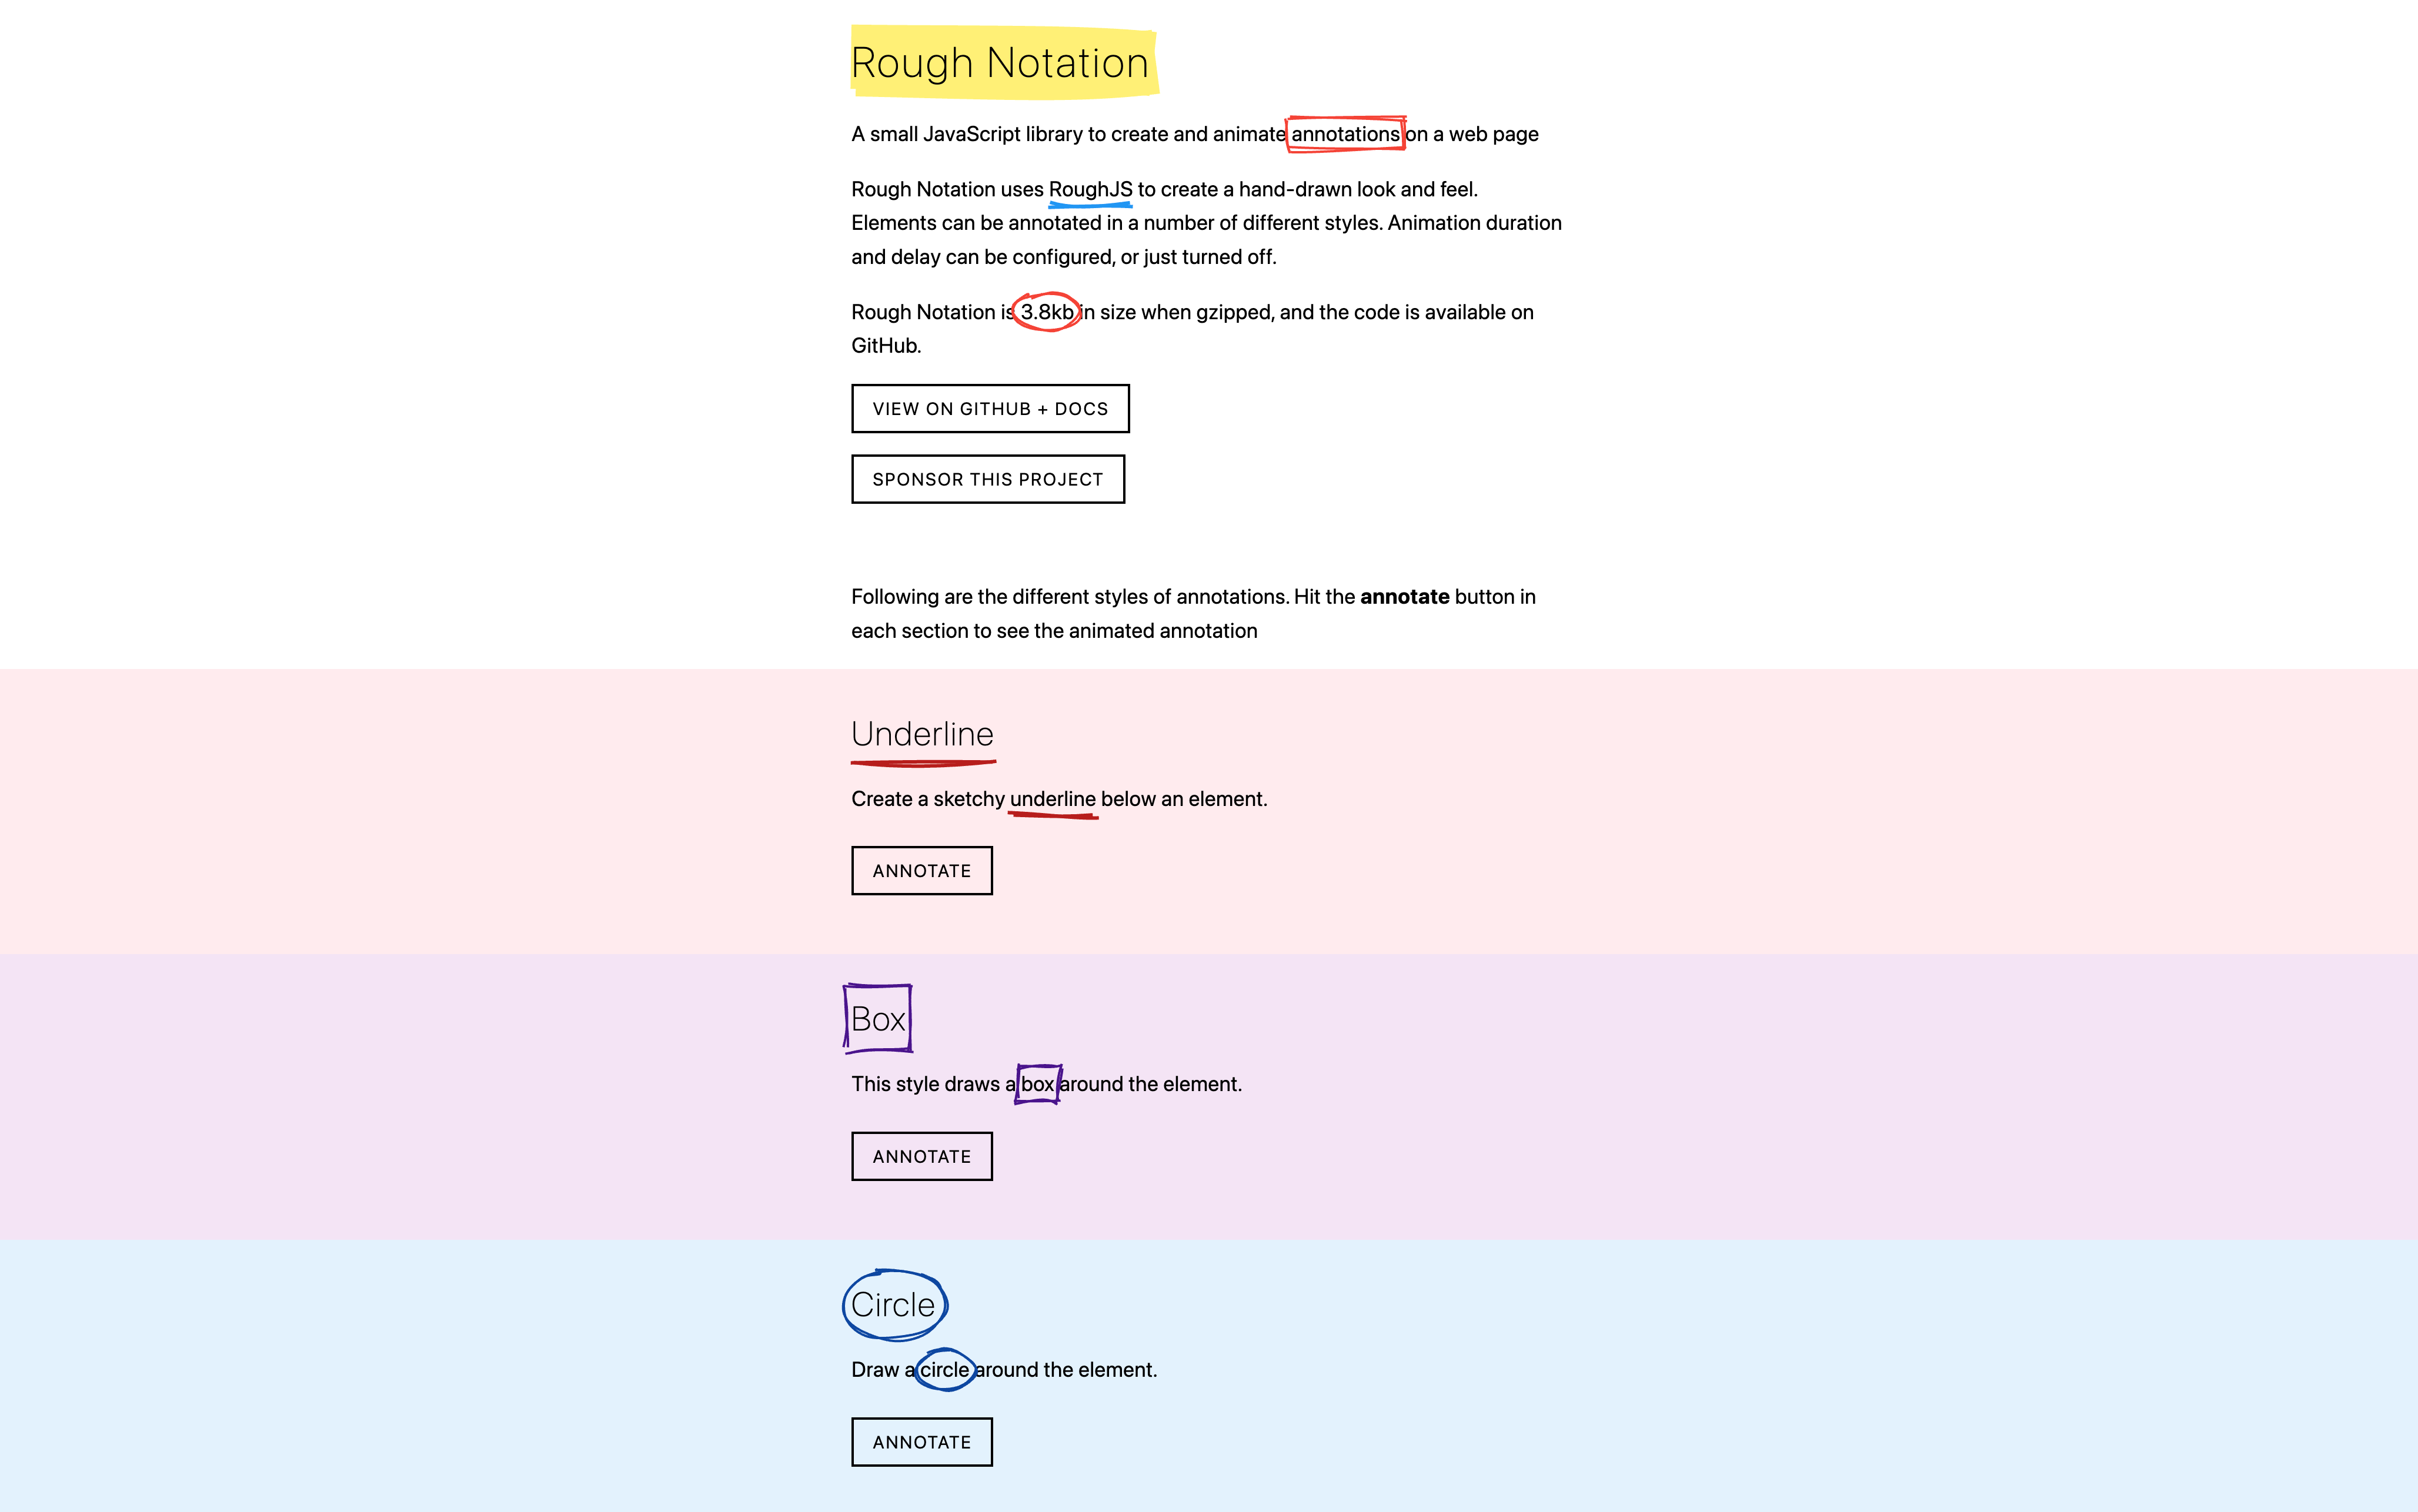 Rough Notation
A small JavaScript library to create and animate annotations on a web page
Rough Notation uses RoughJS to create a hand-drawn look and feel.
Elements can be annotated in a number of different styles. Animation duration
and delay can be configured, or just turned off.
Rough Notation is 3.8kb in size when gzipped, and the code is available on
GitHub.
VIEW ON GITHUB + DOCS
SPONSOR THIS PROJECT
Following are the different styles of annotations. Hit the annotate button in
each section to see the animated annotation
Underline
Create a sketchy underline below an element.
ANNOTATE
Box
This style draws a box around the element.
ANNOTATE
Circle
Draw a circle around the element.
ANNOTATE